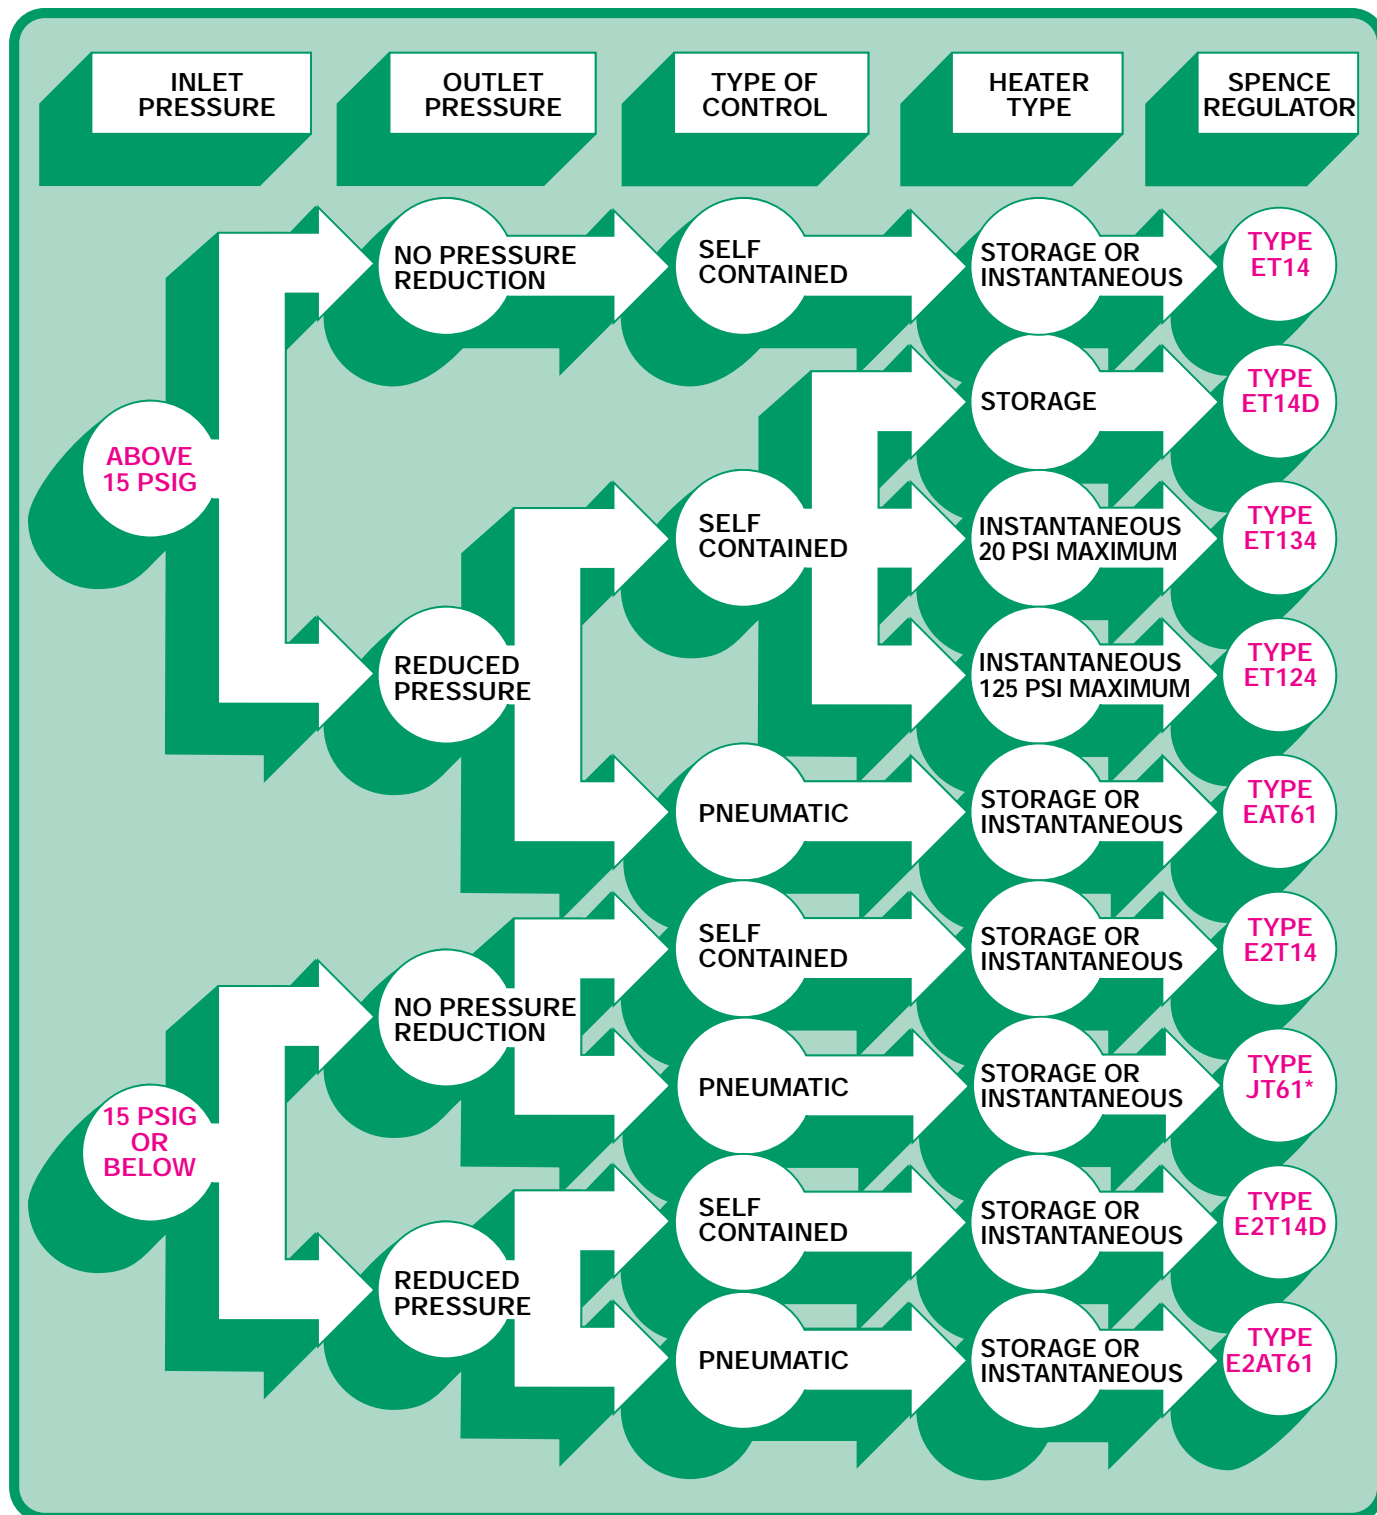 INLET
PRESSURE
OUTLET
PRESSURE
TYPE OF
CONTROL
HEATER
TYPE
SPENCE
REGULATOR
NO PRESSURE
REDUCTION
SELF
CONTAINED
STORAGE OR
INSTANTANEOUS
TYPE
ET14
STORAGE
TYPE
ET14D
ABOVE
15 PSIG
SELF
CONTAINED
INSTANTANEOUS
20 PSI MAXIMUM
TYPE
ET134
REDUCED
PRESSURE
INSTANTANEOUS
125 PSI MAXIMUM
TYPE
ET124
PNEUMATIC
STORAGE OR
INSTANTANEOUS
TYPE
EAT61
SELF
CONTAINED
STORAGE OR
INSTANTANEOUS
TYPE
E2T14
NO PRESSURE
REDUCTION
PNEUMATIC
STORAGE OR
INSTANTANEOUS
TYPE
JT61*
15 PSIG
OR
BELOW
SELF
CONTAINED
STORAGE OR
INSTANTANEOUS
TYPE
E2T14D
REDUCED
PRESSURE
PNEUMATIC
STORAGE OR
INSTANTANEOUS
TYPE
E2AT61